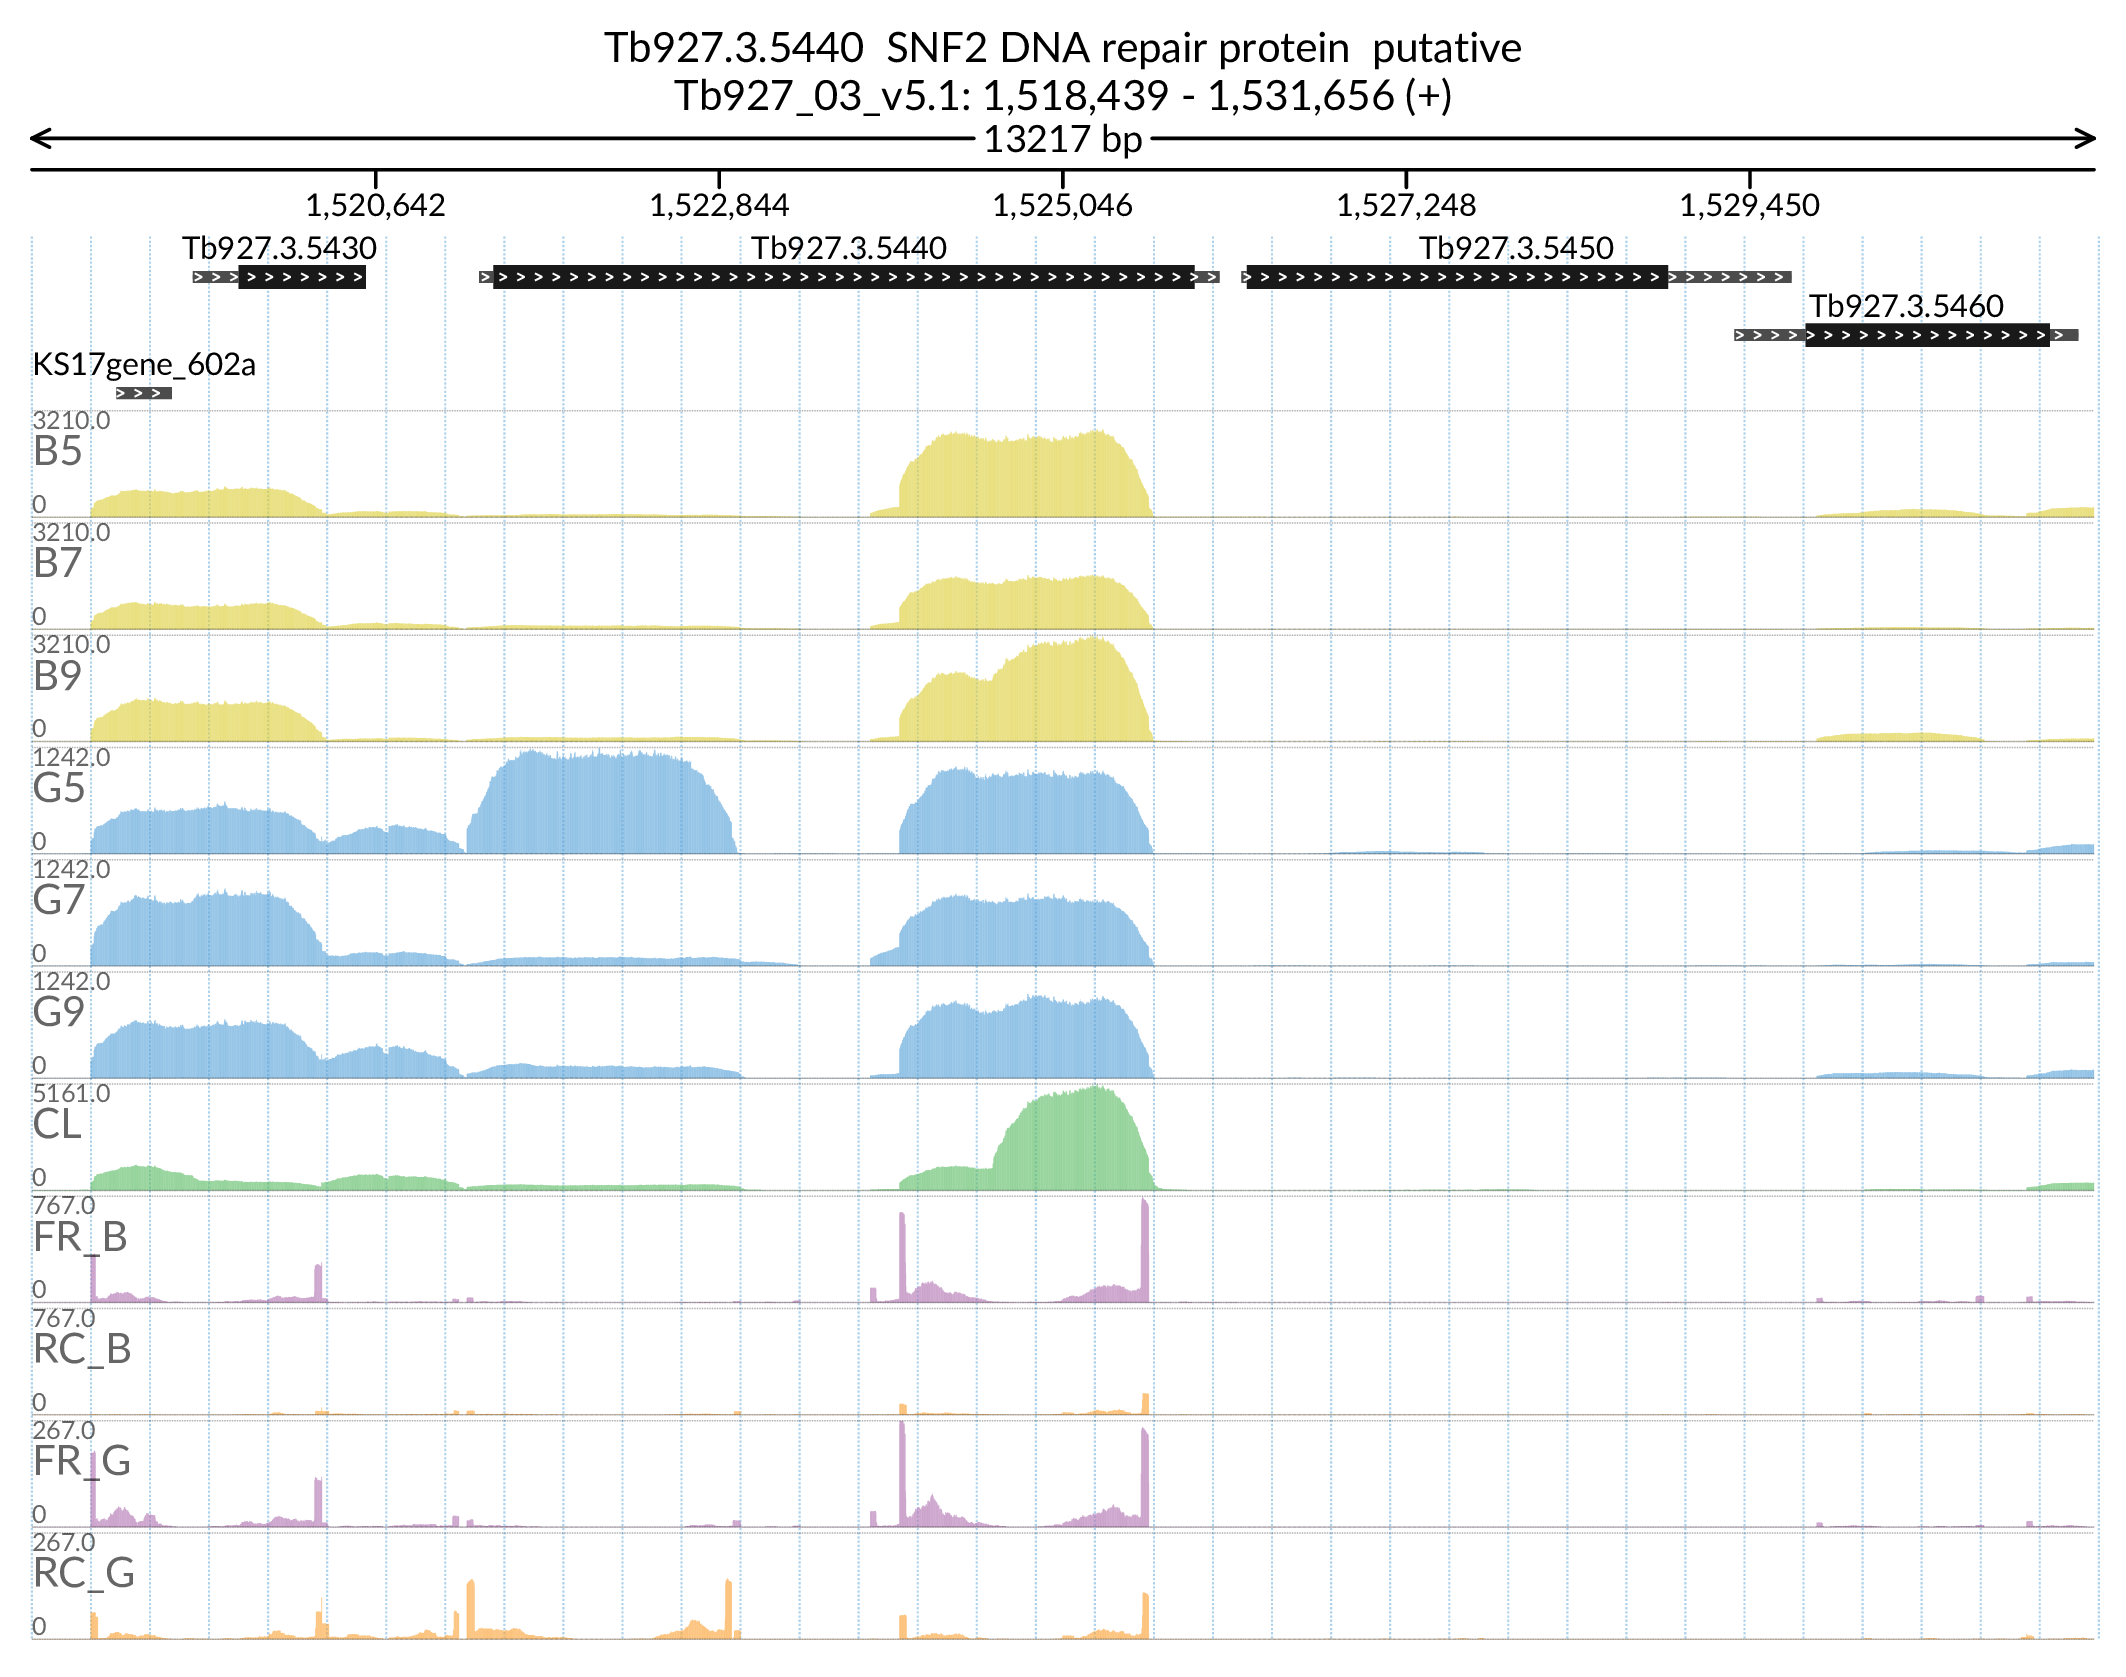 Tb927.3.5440  SNF2 DNA repair protein  putative
Tb927_03_v5.1: 1,518,439 - 1,531,656 (+)
13217 bp
1,520,642 1,522,844 1,525,046 1,527,248 1,529,450
Tb927.3.5430 Tb927.3.5440 Tb927.3.5450
Tb927.3.5460
KS17gene_602a
3210.0
B5
0
3210.0
B7
0
3210.0
B9
0
1242.0
G5
0
1242.0
G7
0
1242.0
G9
0
5161.0
CL
0
767.0
FR_B
0
767.0
RC_B
0
267.0
FR_G
0
267.0
RC_G
0